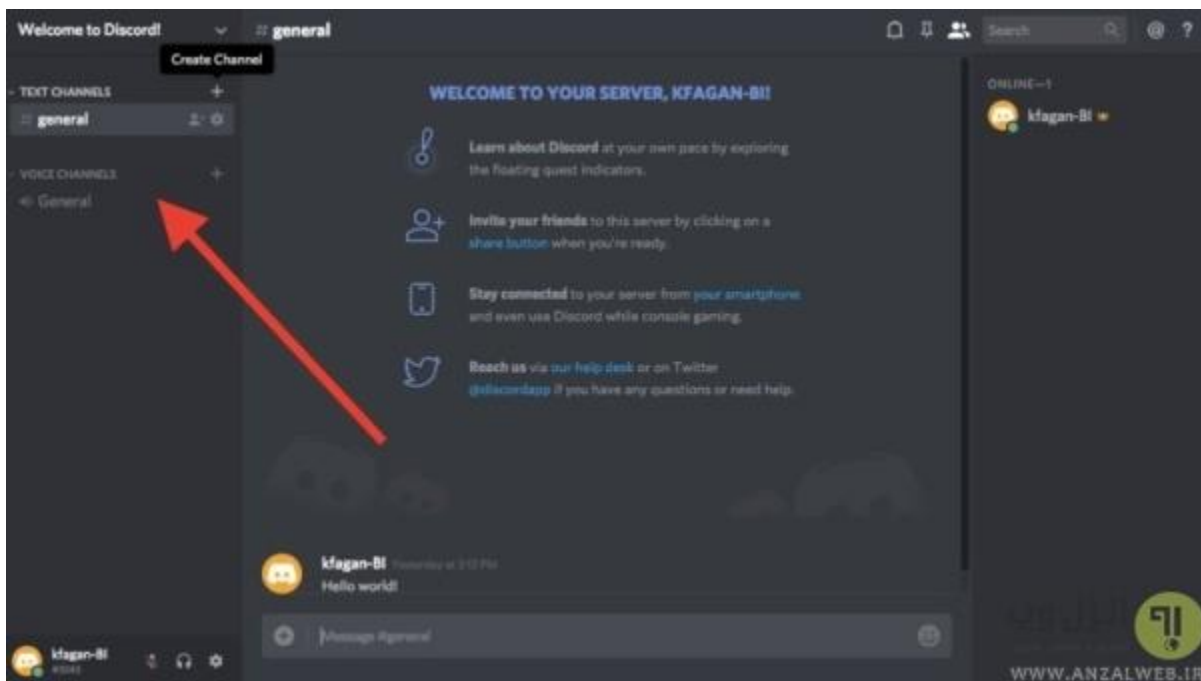 Welcome to Discord!
general
Search
Create Channel
TEXT CHANNELS
general
VOICE CHANNELS
General
WELCOME TO YOUR SERVER, KFAGAN-BI!
Learn about Discord at your own pace by exploring
the floating quest indicators.
Invite your friends to this server by clicking on a
share button when you're ready.
Stay connected to your server from your smartphone
and even use Discord while console gaming.
Reach us via our help desk or on Twitter
@discordapp if you have any questions or need help.
kfagan-BI Yesterday at
Hello world!
Message #general
ONLINE—1
kfagan-BI
kfagan-BI
WWW.ANZALWEB.IR